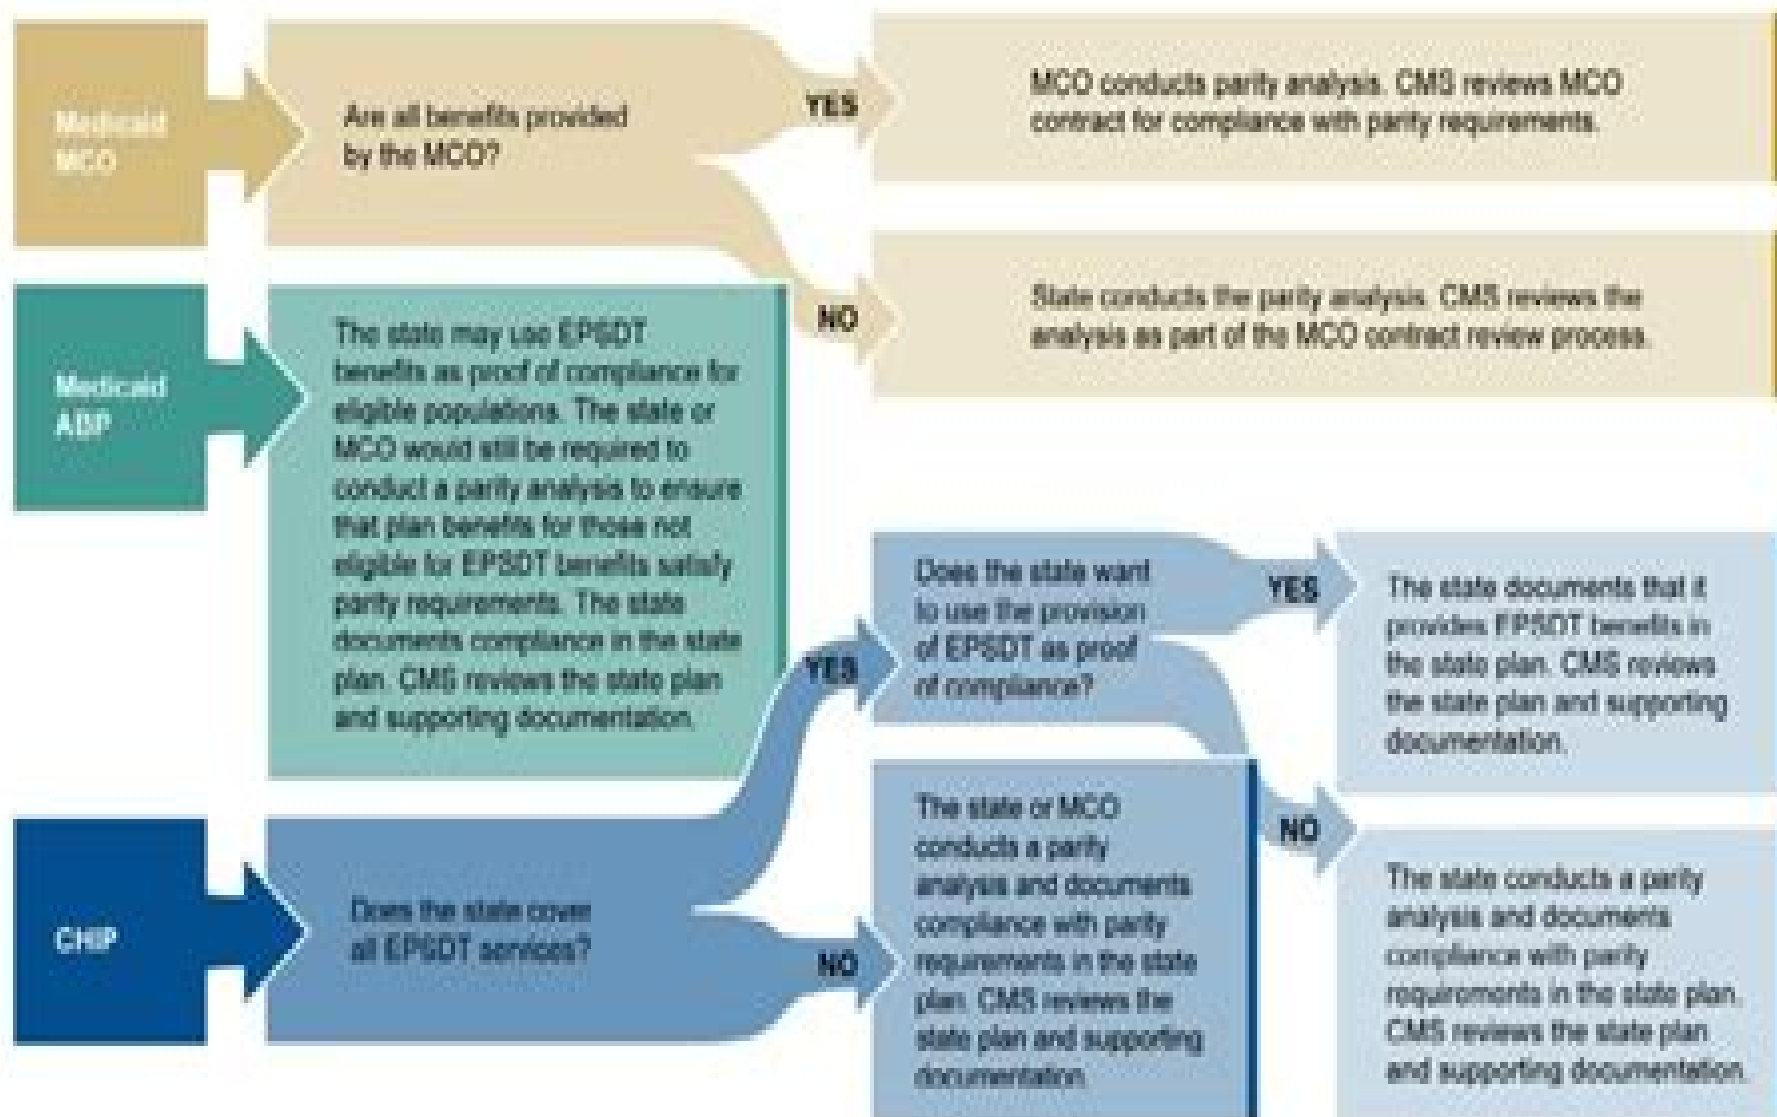 Medicaid
MCO
Are all benefits provided
by the MCO?
YES
MCO conducts parity analysis. CMS reviews MCO
contract for compliance with parity requirements.
NO
State conducts the parity analysis. CMS reviews the
analysis as part of the MCO contract review process.
Medicaid
ABP
The state may use EPSDT
benefits as proof of compliance for
eligible populations. The state or
MCO would still be required to
conduct a parity analysis to ensure
that plan benefits for those not
eligible for EPSDT benefits satisfy
parity requirements. The state
documents compliance in the state
plan. CMS reviews the state plan
and supporting documentation.
CHIP
Does the state cover
all EPSDT services?
YES
Does the state want
to use the provision
of EPSDT as proof
of compliance?
YES
The state documents that it
provides EPSDT benefits in
the state plan. CMS reviews
the state plan and supporting
documentation.
NO
The state conducts a parity
analysis and documents
compliance with parity
requirements in the state plan.
CMS reviews the state plan
and supporting documentation.
NO
The state or MCO
conducts a parity
analysis and documents
compliance with parity
requirements in the state
plan. CMS reviews the
state plan and supporting
documentation.